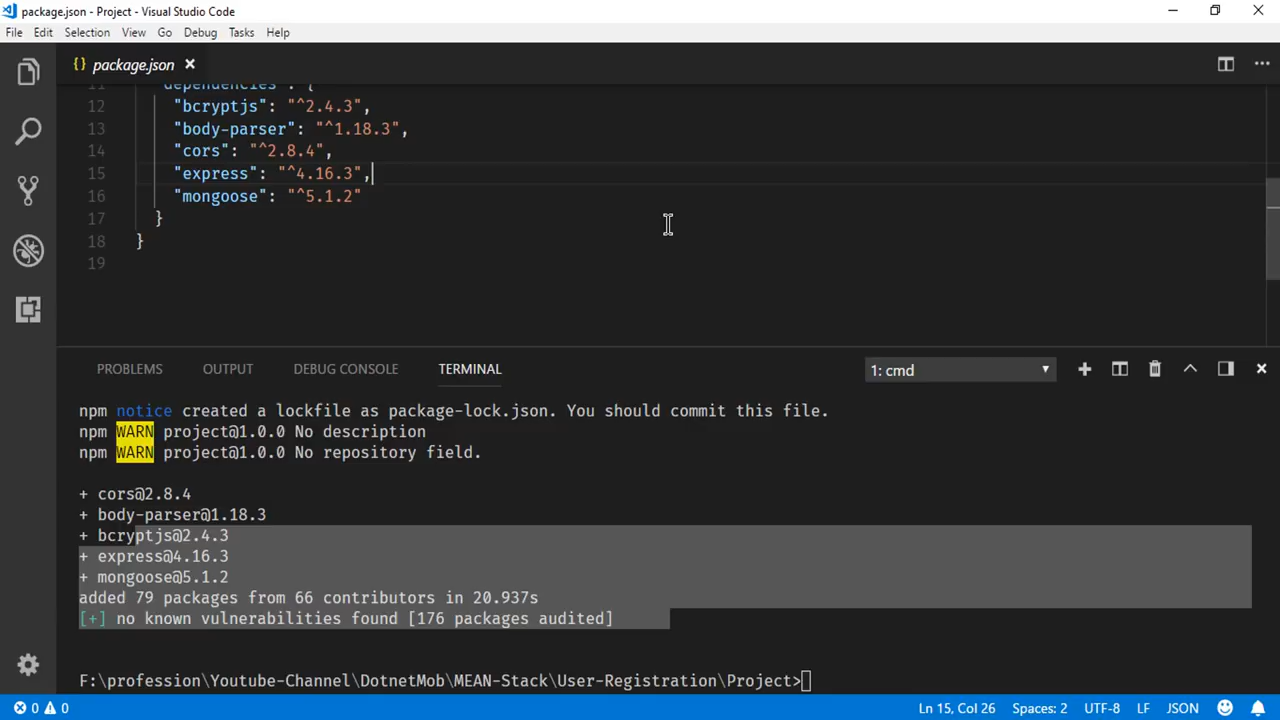 package.json - Project - Visual Studio Code
File Edit Selection View Go Debug Tasks Help
{ } package.json ×
11 "dependencies": {
12 "bcryptjs": "^2.4.3",
13 "body-parser": "^1.18.3",
14 "cors": "^2.8.4",
15 "express": "^4.16.3",
16 "mongoose": "^5.1.2"
17 }
18 }
19
PROBLEMS OUTPUT DEBUG CONSOLE TERMINAL 1: cmd
npm notice created a lockfile as package-lock.json. You should commit this file.
npm WARN project@1.0.0 No description
npm WARN project@1.0.0 No repository field.
+ cors@2.8.4
+ body-parser@1.18.3
+ bcryptjs@2.4.3
+ express@4.16.3
+ mongoose@5.1.2
added 79 packages from 66 contributors in 20.937s
[+] no known vulnerabilities found [176 packages audited]
F:\profession\Youtube-Channel\DotnetMob\MEAN-Stack\User-Registration\Project>
0 0 Ln 15, Col 26 Spaces: 2 UTF-8 LF JSON